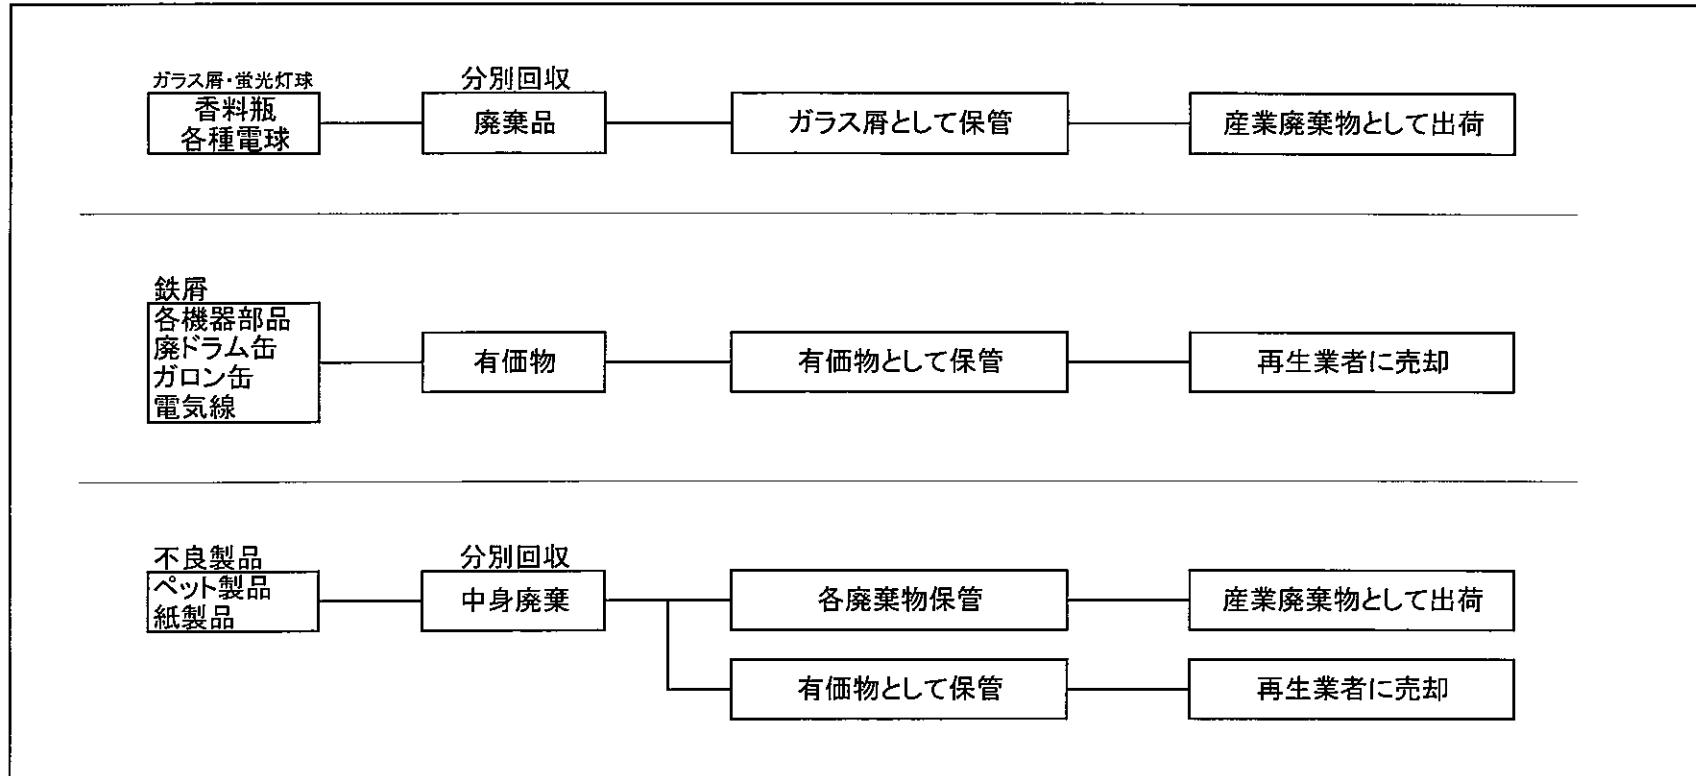 ガラス屑・蛍光灯球
香料瓶
各種電球
分別回収
廃棄品
ガラス屑として保管
産業廃棄物として出荷
鉄屑
各機器部品
廃ドラム缶
ガロン缶
電気線
有価物
有価物として保管
再生業者に売却
不良製品
ペット製品
紙製品
分別回収
中身廃棄
各廃棄物保管
産業廃棄物として出荷
有価物として保管
再生業者に売却